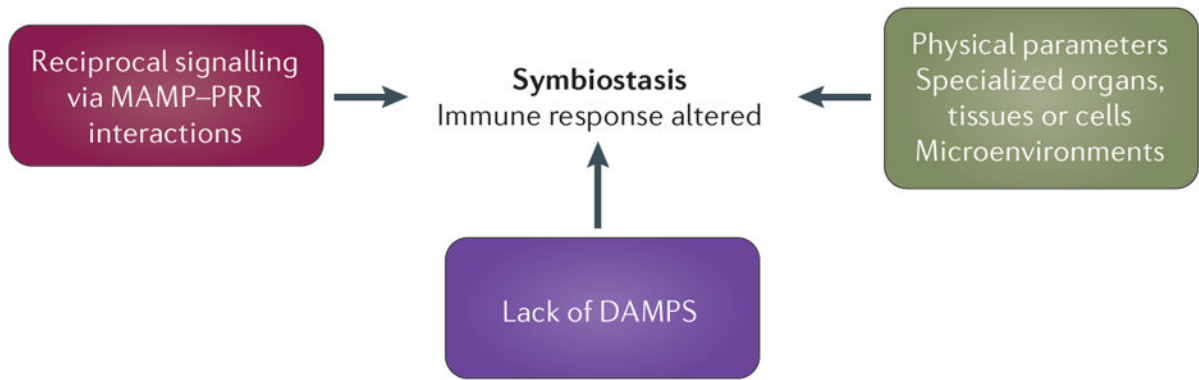 Reciprocal signalling
via MAMP–PRR
interactions
Symbiostasis
Immune response altered
Physical parameters
Specialized organs,
tissues or cells
Microenvironments
Lack of DAMPS